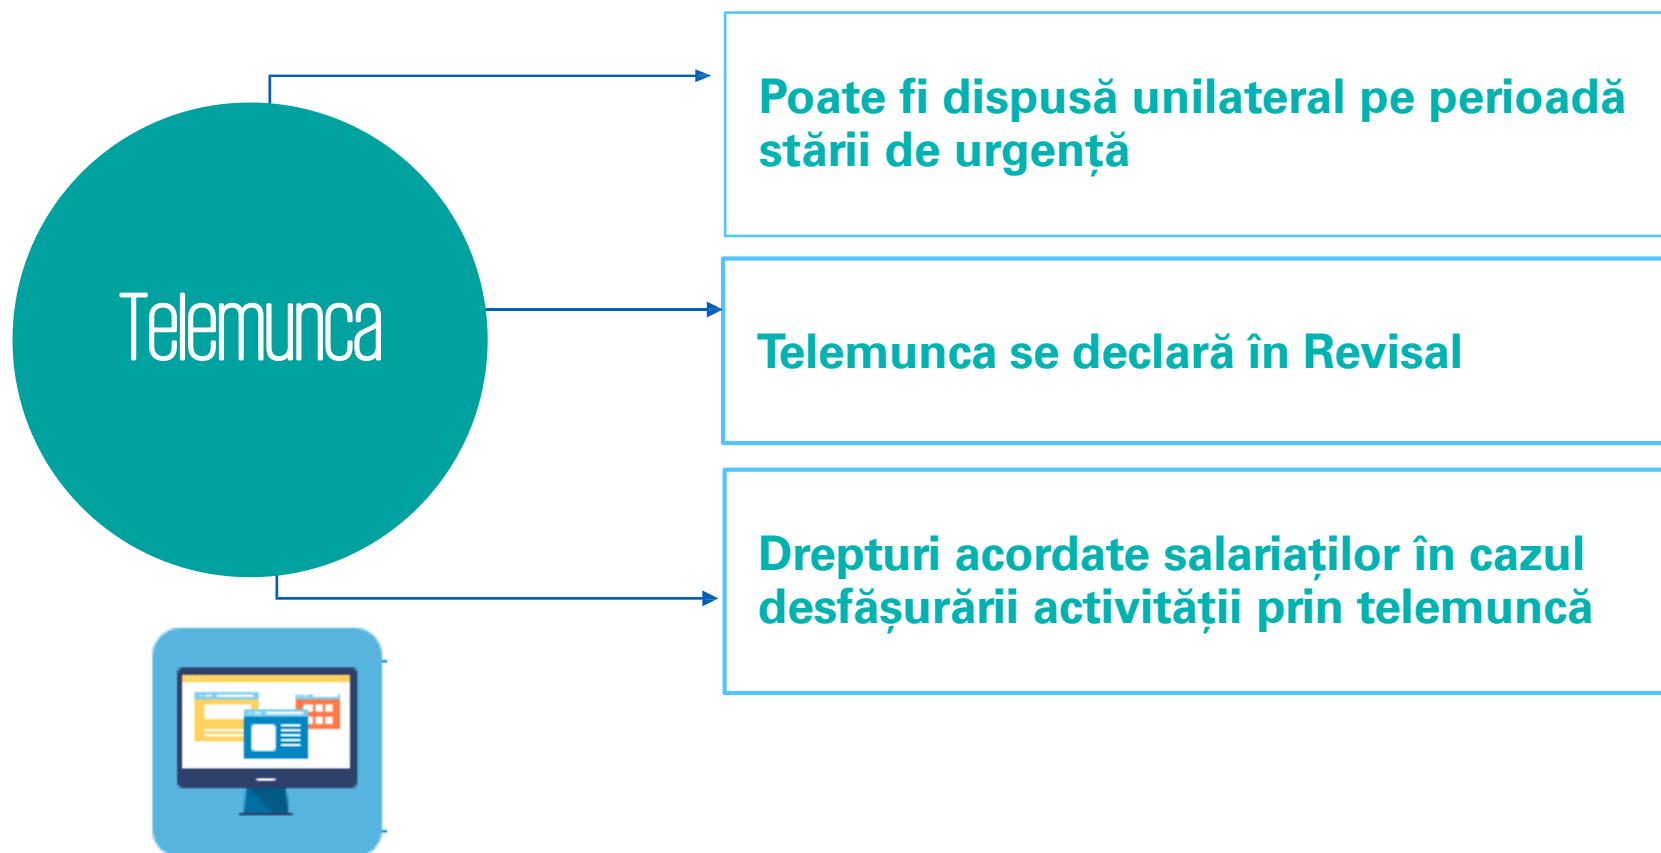 Poate fi dispusă unilateral pe perioadă
stării de urgență
Telemunca
Telemunca se declară în Revisal
Drepturi acordate salariaților în cazul
desfășurării activității prin telemuncă